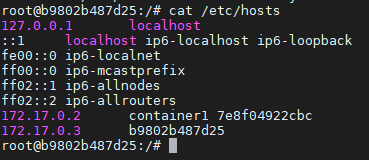 root@b9802b487d25:/# cat /etc/hosts
127.0.0.1 localhost
::1 localhost ip6-localhost ip6-loopback
fe00::0 ip6-localnet
ff00::0 ip6-mcastprefix
ff02::1 ip6-allnodes
ff02::2 ip6-allrouters
172.17.0.2 container1 7e8f04922cbc
172.17.0.3 b9802b487d25
root@b9802b487d25:/#